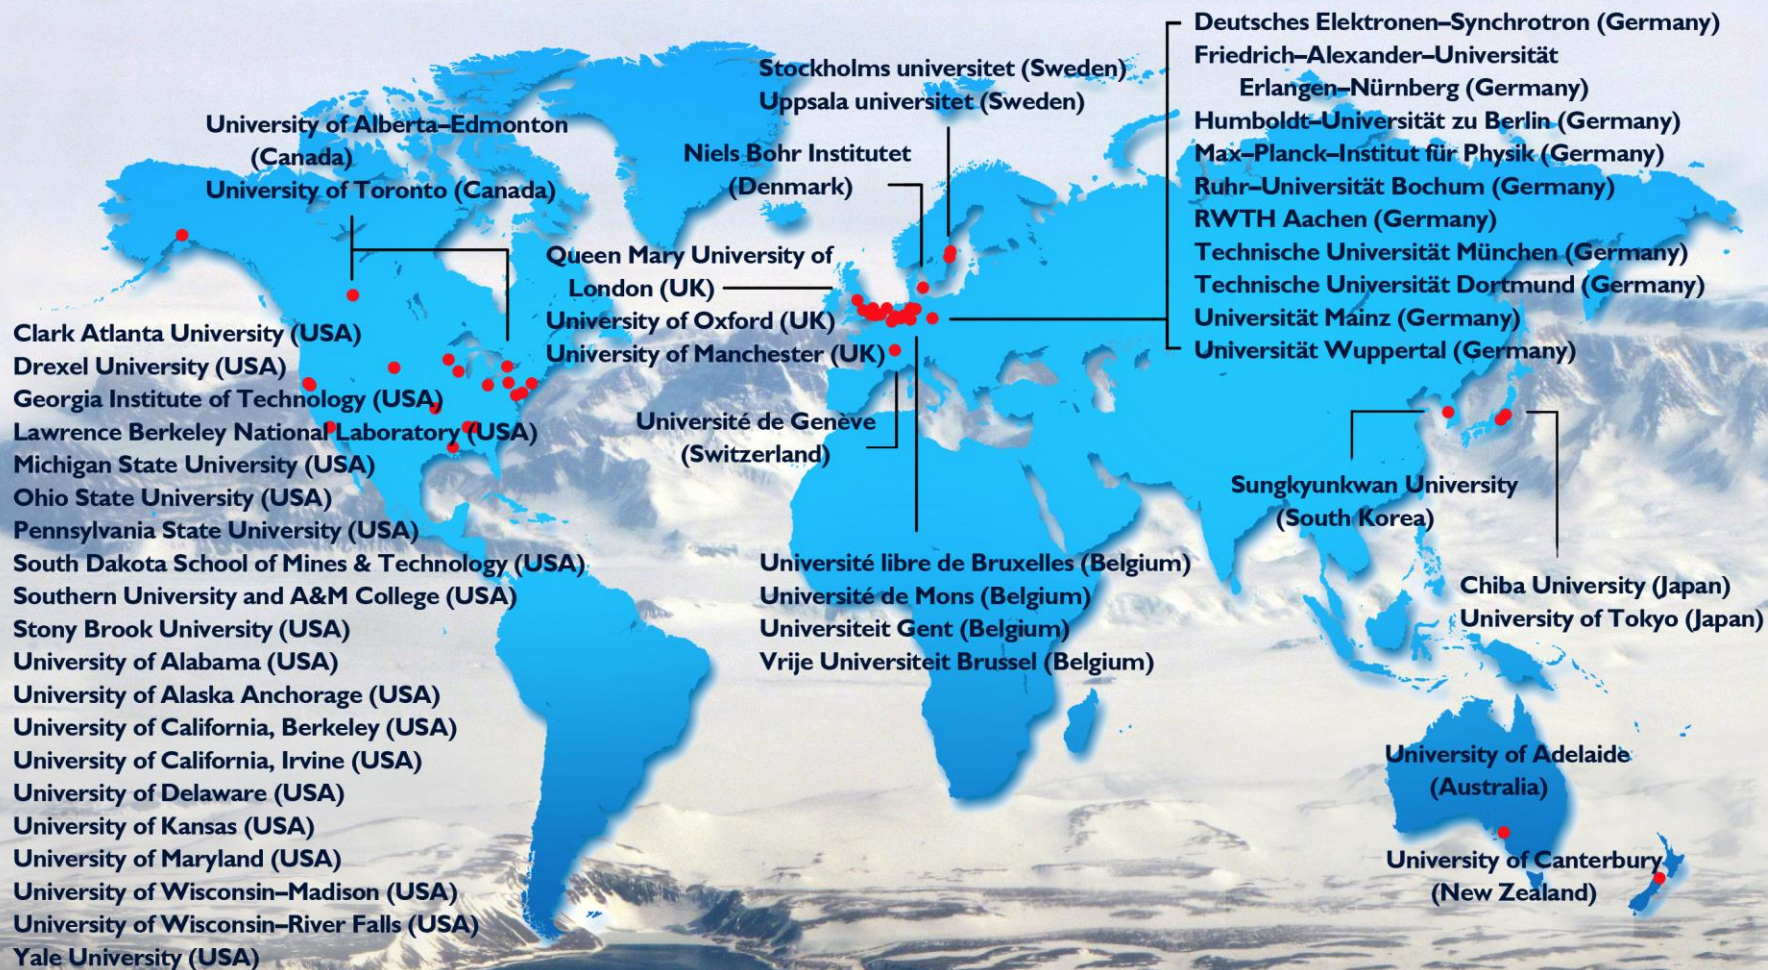 University of Alberta–Edmonton
(Canada)
University of Toronto (Canada)
Clark Atlanta University (USA)
Drexel University (USA)
Georgia Institute of Technology (USA)
Lawrence Berkeley National Laboratory (USA)
Michigan State University (USA)
Ohio State University (USA)
Pennsylvania State University (USA)
South Dakota School of Mines & Technology (USA)
Southern University and A&M College (USA)
Stony Brook University (USA)
University of Alabama (USA)
University of Alaska Anchorage (USA)
University of California, Berkeley (USA)
University of California, Irvine (USA)
University of Delaware (USA)
University of Kansas (USA)
University of Maryland (USA)
University of Wisconsin–Madison (USA)
University of Wisconsin–River Falls (USA)
Yale University (USA)
Stockholms universitet (Sweden)
Uppsala universitet (Sweden)
Niels Bohr Institutet
(Denmark)
Queen Mary University of
London (UK)
University of Oxford (UK)
University of Manchester (UK)
Université de Genève
(Switzerland)
Université libre de Bruxelles (Belgium)
Université de Mons (Belgium)
Universiteit Gent (Belgium)
Vrije Universiteit Brussel (Belgium)
Deutsches Elektronen–Synchrotron (Germany)
Friedrich–Alexander–Universität
Erlangen–Nürnberg (Germany)
Humboldt–Universität zu Berlin (Germany)
Max–Planck–Institut für Physik (Germany)
Ruhr–Universität Bochum (Germany)
RWTH Aachen (Germany)
Technische Universität München (Germany)
Technische Universität Dortmund (Germany)
Universität Mainz (Germany)
Universität Wuppertal (Germany)
Sungkyunkwan University
(South Korea)
Chiba University (Japan)
University of Tokyo (Japan)
University of Adelaide
(Australia)
University of Canterbury
(New Zealand)